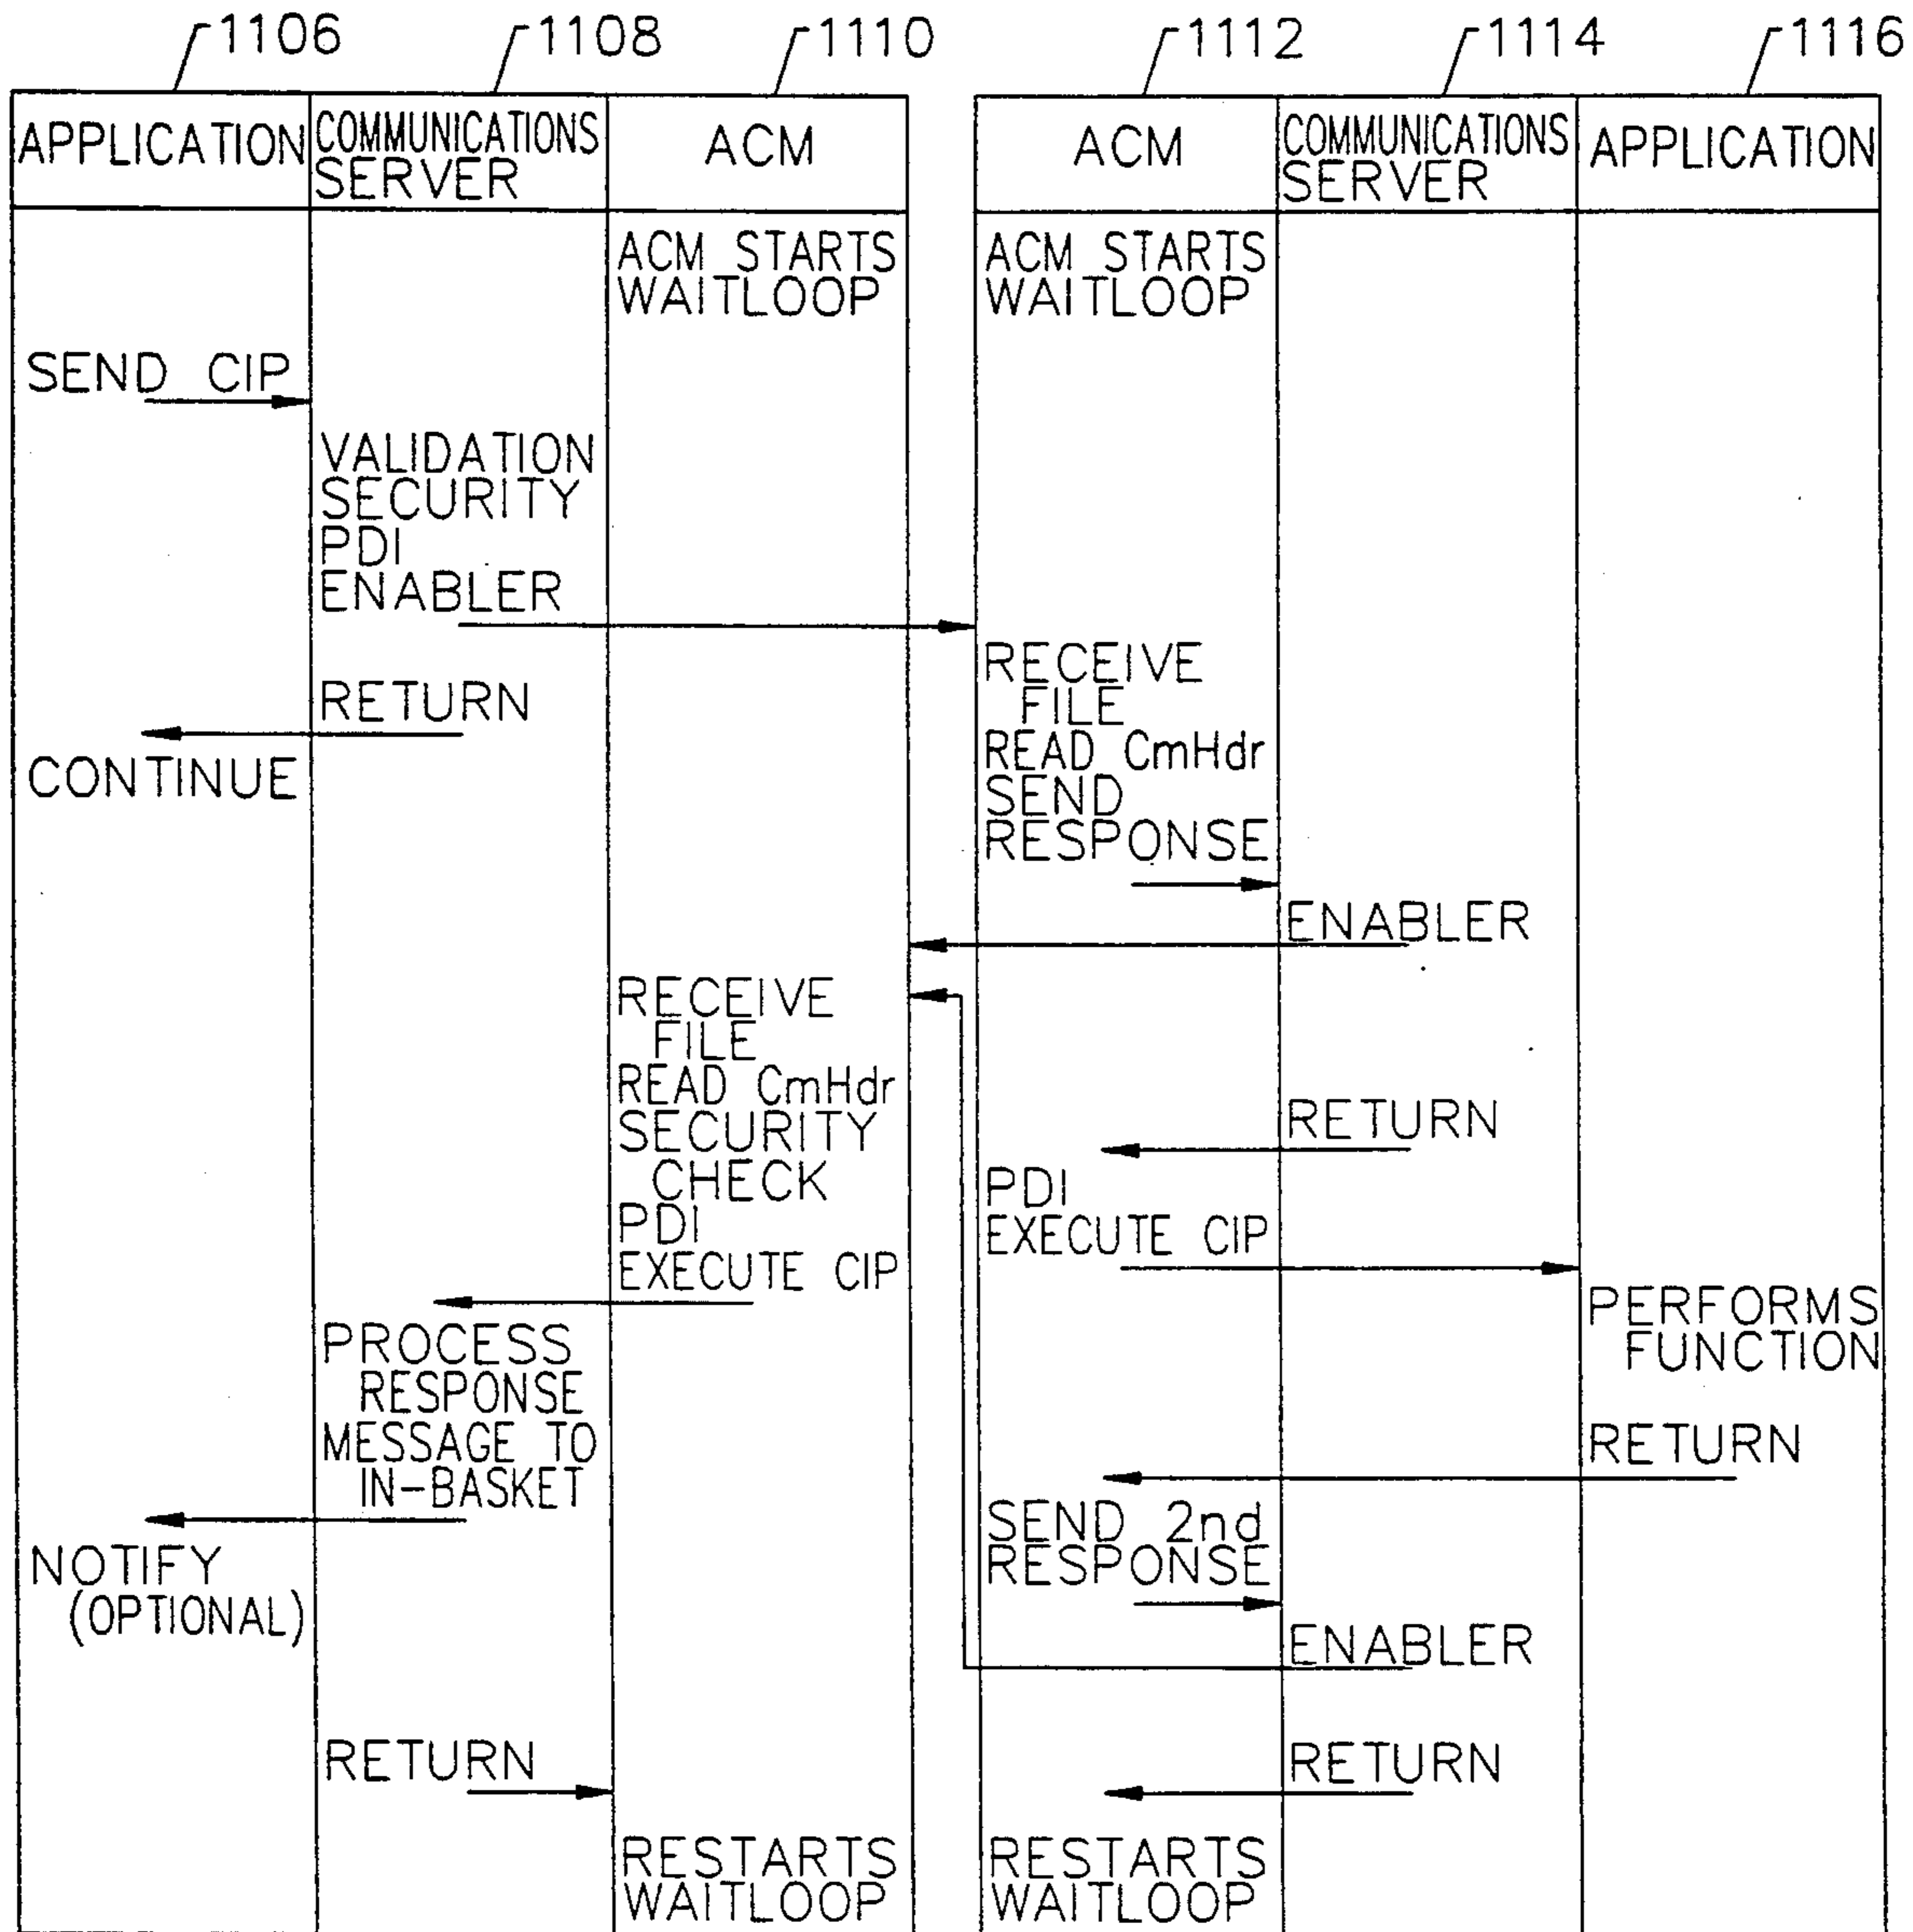 1106
1108
1110
1112
1114
1116
APPLICATION
COMMUNICATIONS
SERVER
ACM
ACM
COMMUNICATIONS
SERVER
APPLICATION
ACM STARTS
WAITLOOP
ACM STARTS
WAITLOOP
SEND CIP
VALIDATION
SECURITY
PDI
ENABLER
RECEIVE
FILE
READ CmHdr
SEND
RESPONSE
RETURN
CONTINUE
ENABLER
RECEIVE
FILE
READ CmHdr
SECURITY
CHECK
PDI
EXECUTE CIP
RETURN
PDI
EXECUTE CIP
PERFORMS
FUNCTION
PROCESS
RESPONSE
MESSAGE TO
IN-BASKET
RETURN
NOTIFY
(OPTIONAL)
SEND 2nd
RESPONSE
ENABLER
RETURN
RETURN
RESTARTS
WAITLOOP
RESTARTS
WAITLOOP